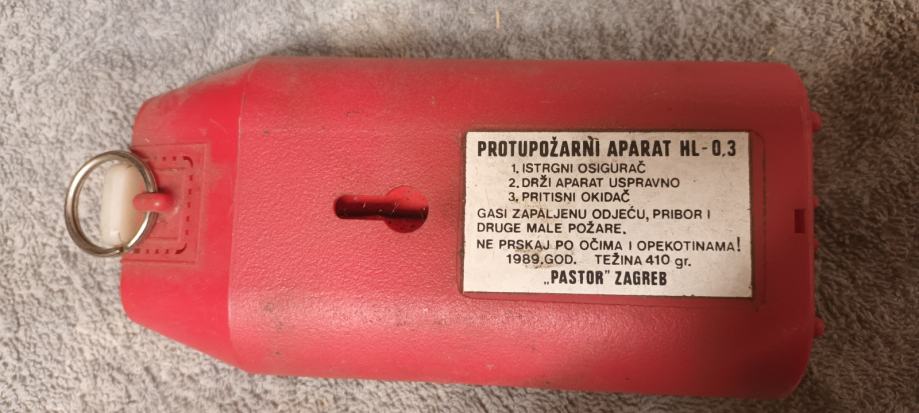 PROTUPOŽARNI APARAT HL-0,3
1. ISTRGNI OSIGURAČ
2. DRŽI APARAT USPRAVNO
3. PRITISNI OKIDAČ
GASI ZAPALJENU ODJEĆU, PRIBOR I
DRUGE MALE POŽARE.
NE PRSKAJ PO OČIMA I OPEKOTINAMA!
1989.GOD. TEŽINA 410 gr.
„PASTOR" ZAGREB